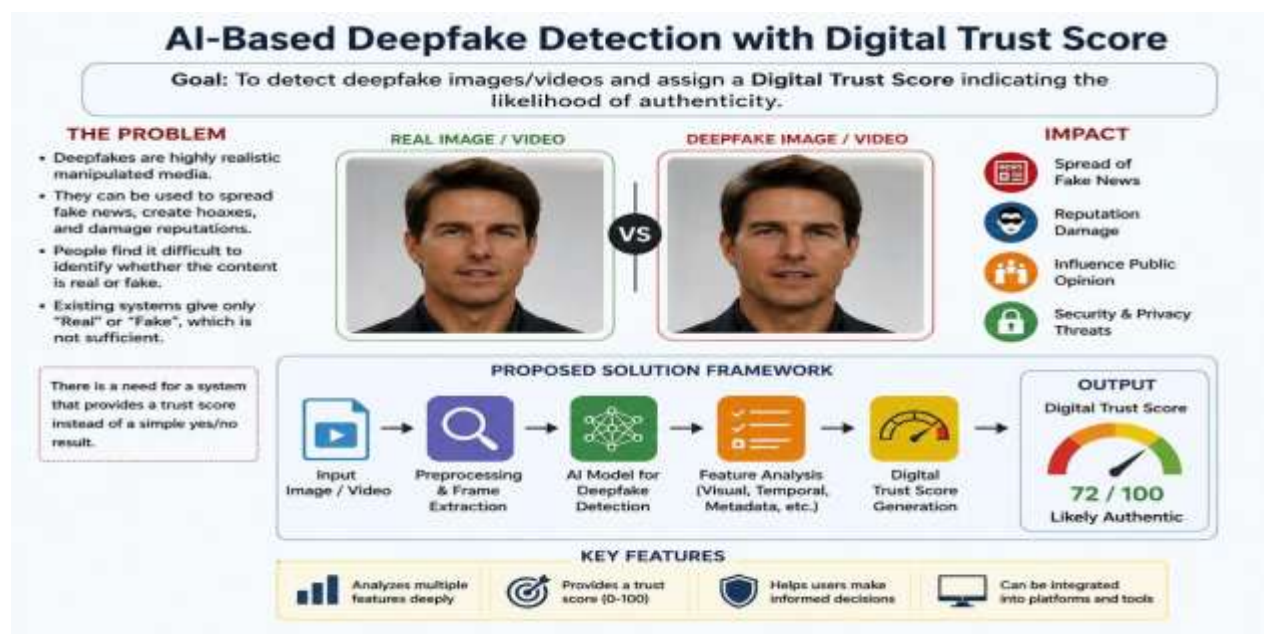 AI-Based Deepfake Detection with Digital Trust Score
Goal: To detect deepfake images/videos and assign a Digital Trust Score indicating the
likelihood of authenticity.
THE PROBLEM
• Deepfakes are highly realistic
manipulated media.
• They can be used to spread
fake news, create hoaxes,
and damage reputations.
• People find it difficult to
identify whether the content
is real or fake.
• Existing systems give only
"Real" or "Fake", which is
not sufficient.
There is a need for a system
that provides a trust score
instead of a simple yes/no
result.
REAL IMAGE / VIDEO
VS
DEEPFAKE IMAGE / VIDEO
IMPACT
Spread of
Fake News
Reputation
Damage
Influence Public
Opinion
Security & Privacy
Threats
PROPOSED SOLUTION FRAMEWORK
Input
Image / Video
Preprocessing
& Frame
Extraction
AI Model for
Deepfake
Detection
Feature Analysis
(Visual, Temporal,
Metadata, etc.)
Digital
Trust Score
Generation
OUTPUT
Digital Trust Score
72 / 100
Likely Authentic
KEY FEATURES
Analyzes multiple
features deeply
Provides a trust
score (0-100)
Helps users make
informed decisions
Can be integrated
into platforms and tools